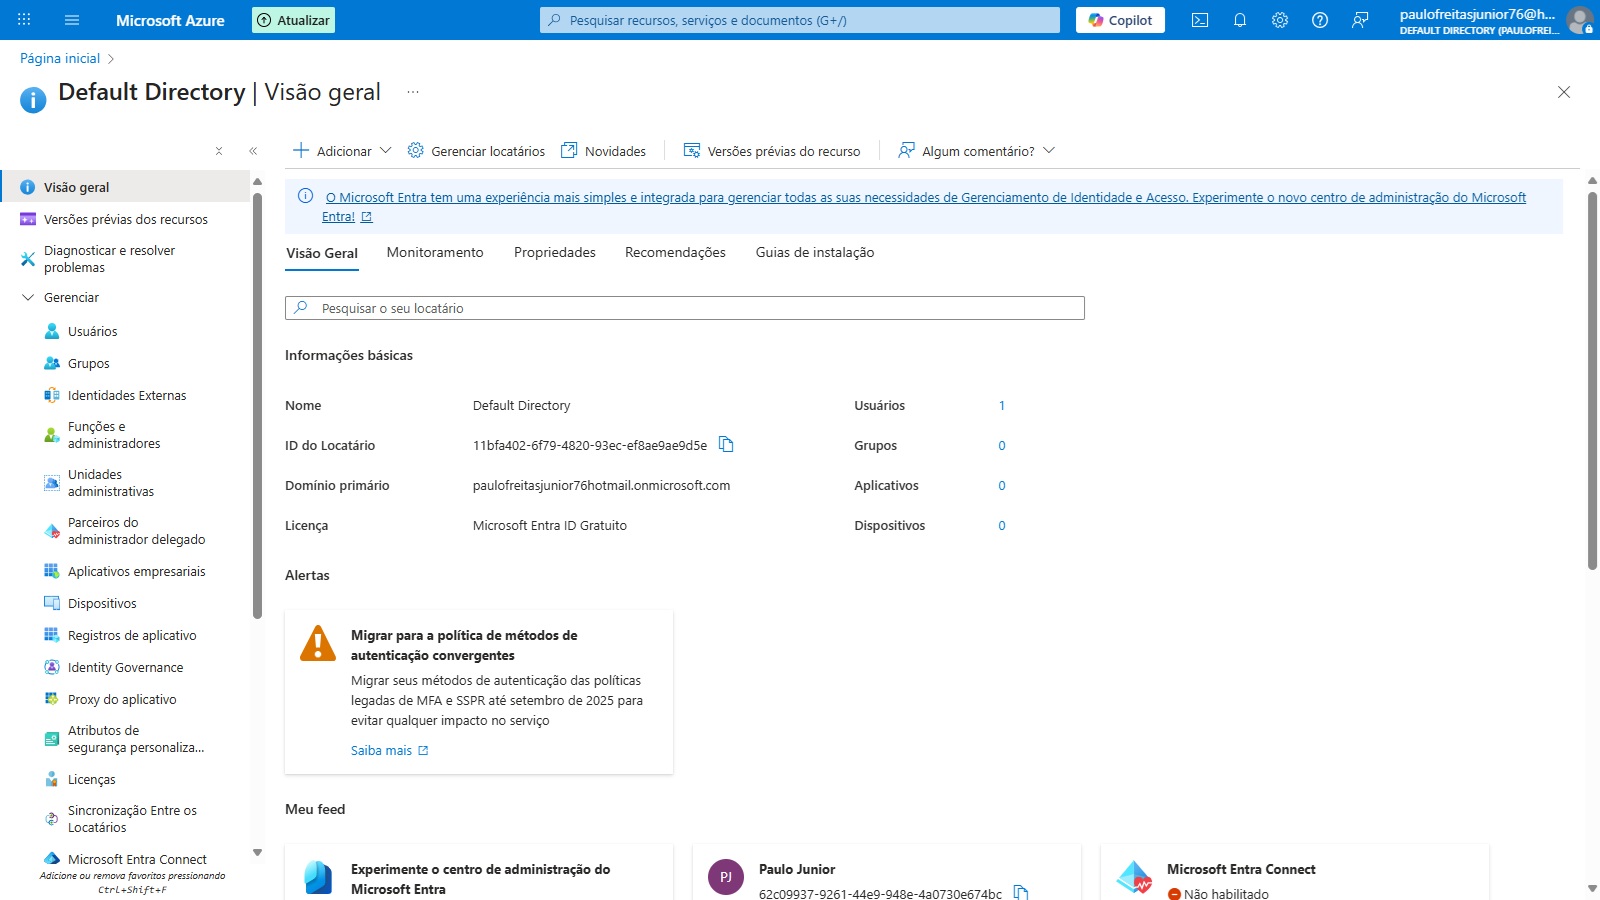 Microsoft Azure
Atualizar
Pesquisar recursos, serviços e documentos (G+/)
Copilot
paulofreitasjunior76@h...
DEFAULT DIRECTORY (PAULOFREI...
Página inicial
Default Directory | Visão geral
...
Adicionar
Gerenciar locatários
Novidades
Versões prévias do recurso
Algum comentário?
Visão geral
Versões prévias dos recursos
Diagnosticar e resolver
problemas
Gerenciar
Usuários
Grupos
Identidades Externas
Funções e
administradores
Unidades
administrativas
Parceiros do
administrador delegado
Aplicativos empresariais
Dispositivos
Registros de aplicativo
Identity Governance
Proxy do aplicativo
Atributos de
segurança personaliza...
Licenças
Sincronização Entre os
Locatários
Microsoft Entra Connect
Adicione ou remova favoritos pressionando
Ctrl+Shift+F
O Microsoft Entra tem uma experiência mais simples e integrada para gerenciar todas as suas necessidades de Gerenciamento de Identidade e Acesso. Experimente o novo centro de administração do Microsoft
Entra!
Visão Geral
Monitoramento
Propriedades
Recomendações
Guias de instalação
Pesquisar o seu locatário
Informações básicas
Nome Default Directory Usuários 1
ID do Locatário 11bfa402-6f79-4820-93ec-ef8ae9ae9d5e Grupos 0
Domínio primário paulofreitasjunior76hotmail.onmicrosoft.com Aplicativos 0
Licença Microsoft Entra ID Gratuito Dispositivos 0
Alertas
Migrar para a política de métodos de
autenticação convergentes
Migrar seus métodos de autenticação das políticas
legadas de MFA e SSPR até setembro de 2025 para
evitar qualquer impacto no serviço
Saiba mais
Meu feed
Experimente o centro de administração do
Microsoft Entra
PJ
Paulo Junior
62c09937-9261-44e9-948e-4a0730e674bc
Microsoft Entra Connect
Não habilitado